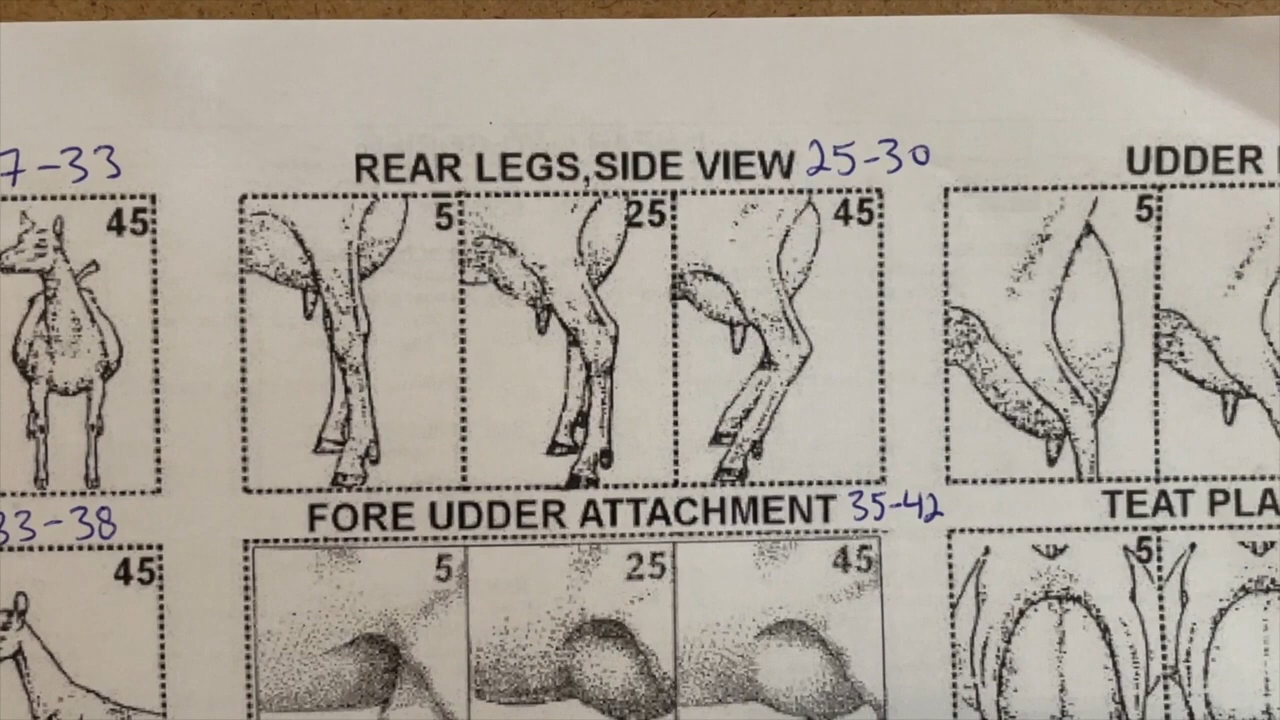 7-33
REAR LEGS,SIDE VIEW 25-30
UDDER
45
5 25 45
5
33-38
FORE UDDER ATTACHMENT 35-42
TEAT PLA
45
5 25 45
5